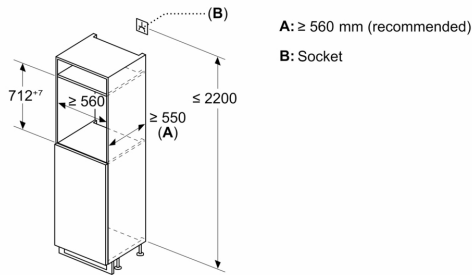 (B)
A: ≥ 560 mm (recommended)
B: Socket
712+7
≥ 560
≤ 2200
≥ 550
(A)